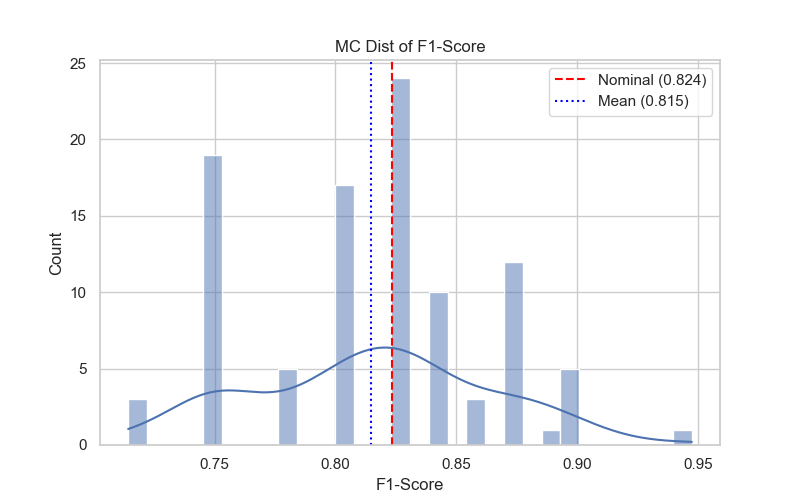 MC Dist of F1-Score
Nominal (0.824)
Mean (0.815)
25
20
15
10
5
0
Count
0.75 0.80 0.85 0.90 0.95
F1-Score